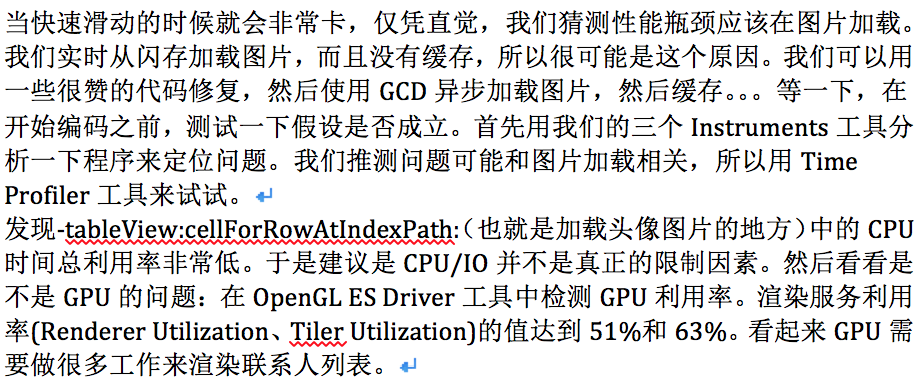 当快速滑动的时候就会非常卡，仅凭直觉，我们猜测性能瓶颈应该在图片加载。
我们实时从闪存加载图片，而且没有缓存，所以很可能是这个原因。我们可以用
一些很赞的代码修复，然后使用 GCD 异步加载图片，然后缓存。。。等一下，在
开始编码之前，测试一下假设是否成立。首先用我们的三个 Instruments 工具分
析一下程序来定位问题。我们推测问题可能和图片加载相关，所以用 Time
Profiler 工具来试试。
发现-tableView:cellForRowAtIndexPath:（也就是加载头像图片的地方）中的 CPU
时间总利用率非常低。于是建议是 CPU/IO 并不是真正的限制因素。然后看看是
不是 GPU 的问题：在 OpenGL ES Driver 工具中检测 GPU 利用率。渲染服务利用
率(Renderer Utilization、Tiler Utilization)的值达到 51%和 63%。看起来 GPU 需
要做很多工作来渲染联系人列表。